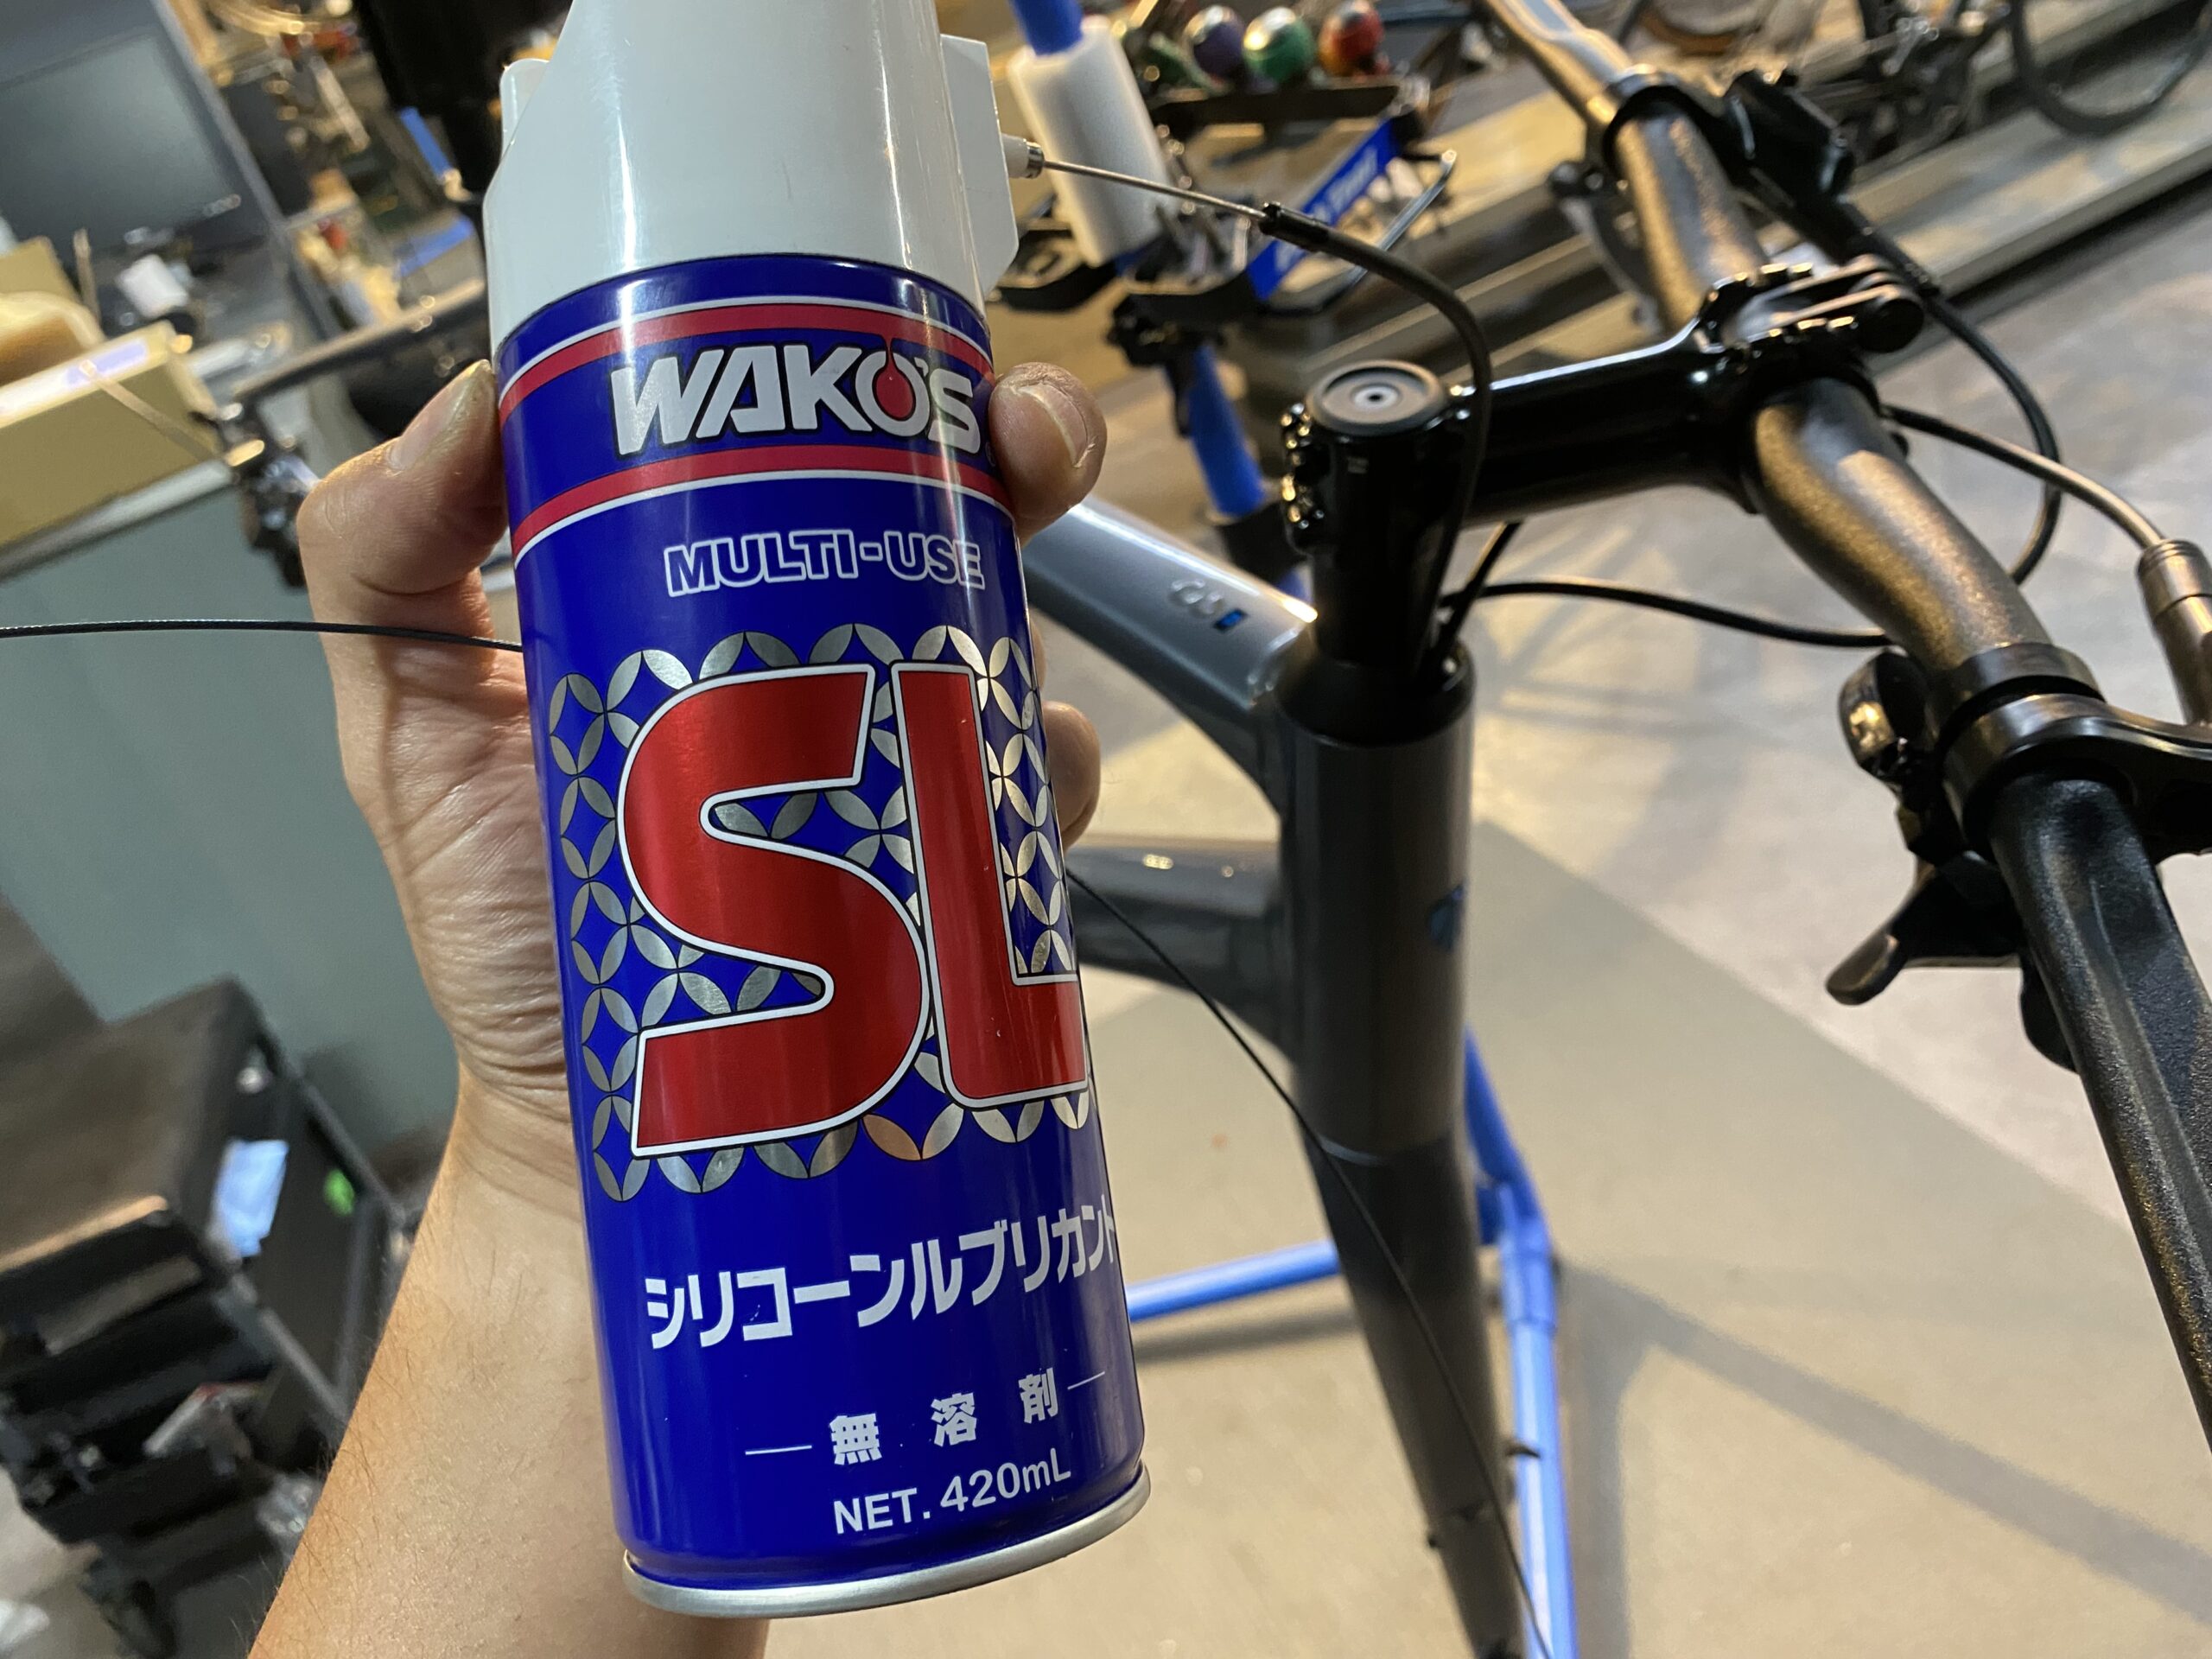 WAKO'S
MULTI-USE
SL
シリコーンルブリカント
無溶剤
NET. 420mL